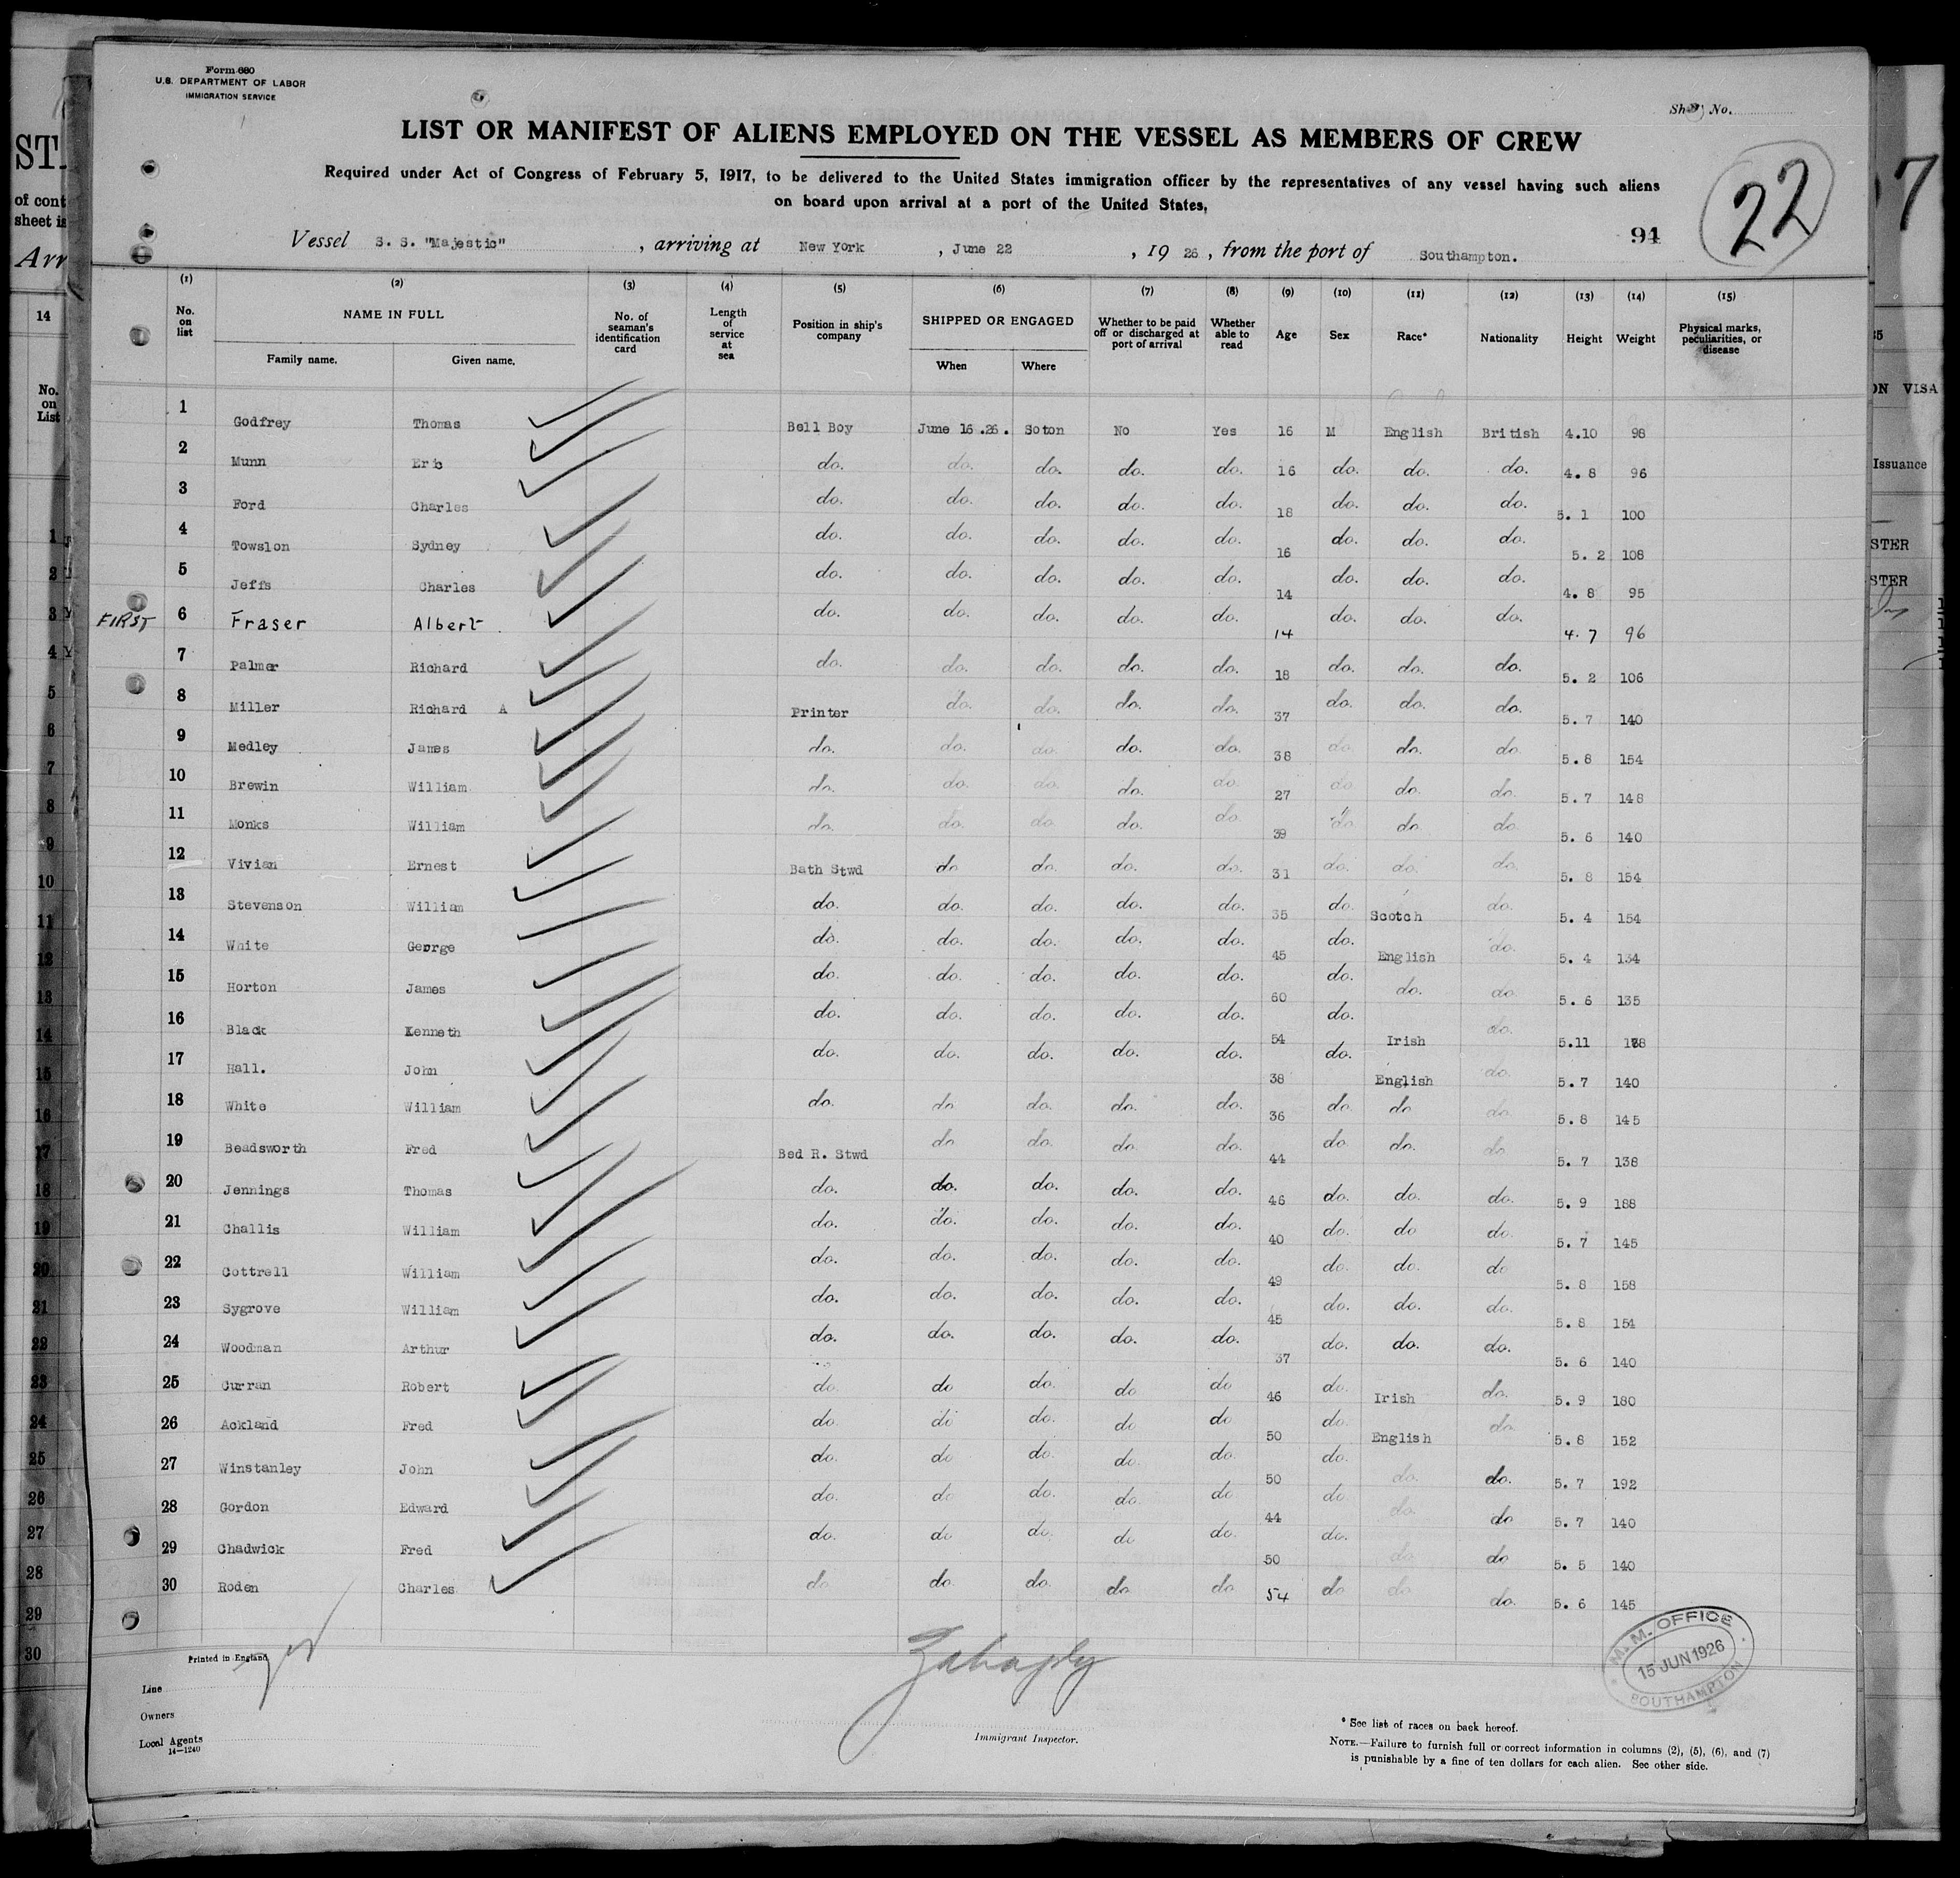 Form 680
U.S. DEPARTMENT OF LABOR
IMMIGRATION SERVICE
No.
LIST OR MANIFEST OF ALIENS EMPLOYED ON THE VESSEL AS MEMBERS OF CREW
Required under Act of Congress of February 5, 1917, to be delivered to the United States immigration officer by the representatives of any vessel having such aliens
on board upon arrival at a port of the United States,
22
94
Vessel S. S. "Majestic" , arriving at New York , June 22 , 19 26 , from the port of Southampton.
(1) (2) (3) (4) (5) (6) (7) (8) (9) (10) (11) (12) (13) (14) (15)
No. on list NAME IN FULL Family name. Given name. No. of seaman's identification card Length of service at sea Position in ship's company SHIPPED OR ENGAGED When Where Whether to be paid off or discharged at port of arrival Whether able to read Age Sex Race* Nationality Height Weight Physical marks, peculiarities, or disease
1 Godfrey Thomas Bell Boy June 16.26. Soton No Yes 16 M English British 4.10 98
2 Munn Eric do. do. do. do. do. 16 do. do. do. 4. 8 96
3 Ford Charles do. do. do. do. do. 18 do. do. do. 5. 1 100
4 Towslon Sydney do. do. do. do. do. 16 do. do. do. 5. 2 108
5 Jeffs Charles do. do. do. do. do. 14 do. do. do. 4. 8 95
FIRST 6 Fraser Albert do. do. do. do. do. 14 do. do. do. 4. 7 96
7 Palmer Richard do. do. do. do. do. 18 do. do. do. 5. 2 106
8 Miller Richard A Printer do. do. do. do. 37 do. do. do. 5. 7 140
9 Medley James do. do. do. do. do. 38 do. do. do. 5. 8 154
10 Brewin William do. do. do. do. do. 27 do. do. do. 5. 7 148
11 Monks William do. do. do. do. do. 39 do. do. do. 5. 6 140
12 Vivian Ernest Bath Stwd do do. do. do. 31 do. do. do. 5. 8 154
13 Stevenson William do. do. do. do. do. 35 do. Scotch do. 5. 4 154
14 White George do. do. do. do. do. 45 do. English do. 5. 4 134
15 Horton James do. do. do. do. do. 60 do. do. do. 5. 6 135
16 Black Kenneth do. do. do. do. do. 54 do. Irish do. 5.11
17 Hall. John do. do. do. do. do. 38 do. English do. 5. 7 140
18 White William do. do do. do. do. 36 do. do do. 5. 8 145
19 Beadsworth Fred Bed R. Stwd do do. do. do. 44 do. do. do 5. 7 138
20 Jennings Thomas do. do. do. do. do. 46 do. do. do. 5. 9 188
21 Challis William do. do. do. do. do. 40 do. do do. 5. 7 145
22 Cottrell William do. do. do. do. do. 49 do. do. do 5. 8 158
23 Sygrove William do. do. do. do. do. 45 do. do. do. 5. 8 154
24 Woodman Arthur do. do. do. do. do. 37 do. do. do. 5. 6 140
25 Curran Robert do. do do. do do 46 do. Irish do. 5. 9 180
26 Ackland Fred do. do do. do do 50 do. English do 5. 8 152
27 Winstanley John do. do do. do. do. 50 do. do. do. 5. 7 192
28 Gordon Edward do. do do. do. do 44 do do. do 5. 7 140
29 Chadwick Fred do. do do. do do. 50 do. do do 5. 5 140
30 Roden Charles do. do. do. do do 54 do do do. 5. 6 145
Printed in England
Line
Owners
Local Agents
14—1240
Immigrant Inspector.
M. M. OFFICE
15 JUN 1926
SOUTHAMPTON
* See list of races on back hereof.
NOTE.—Failure to furnish full or correct information in columns (2), (5), (6), and (7)
is punishable by a fine of ten dollars for each alien. See other side.